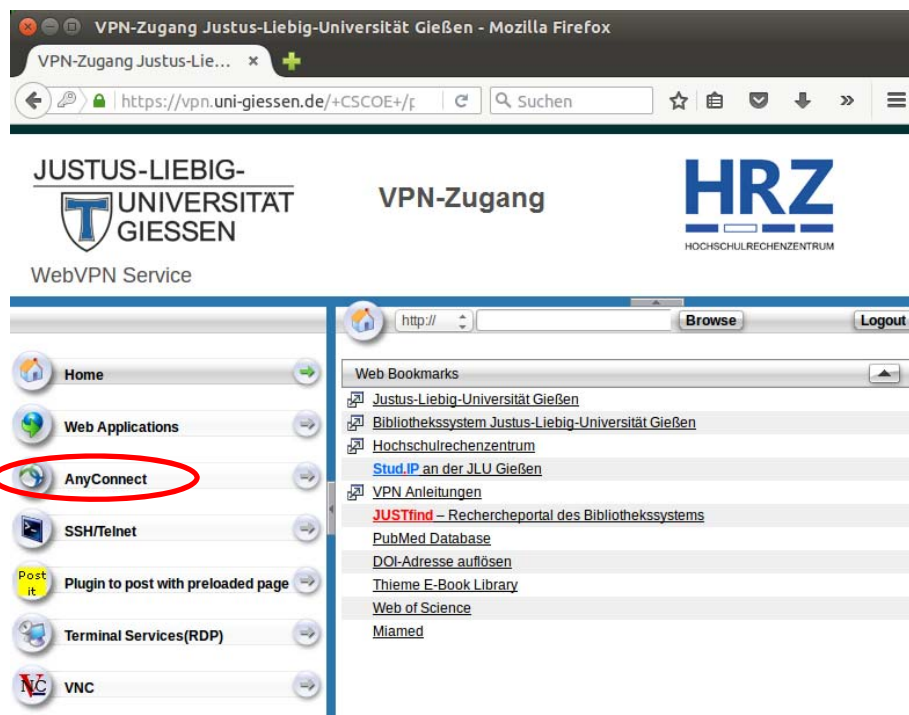 VPN-Zugang Justus-Liebig-Universität Gießen - Mozilla Firefox
VPN-Zugang Justus-Lie...
https://vpn.uni-giessen.de/+CSCOE+/p
Suchen
JUSTUS-LIEBIG-
UNIVERSITÄT
GIESSEN
VPN-Zugang
HRZ
HOCHSCHULRECHENZENTRUM
WebVPN Service
http://
Browse
Logout
Home
Web Applications
AnyConnect
SSH/Telnet
Post
it
Plugin to post with preloaded page
Terminal Services(RDP)
VNC
VNC
Web Bookmarks
Justus-Liebig-Universität Gießen
Bibliothekssystem Justus-Liebig-Universität Gießen
Hochschulrechenzentrum
Stud.IP an der JLU Gießen
VPN Anleitungen
JUSTfind – Rechercheportal des Bibliothekssystems
PubMed Database
DOI-Adresse auflösen
Thieme E-Book Library
Web of Science
Miamed